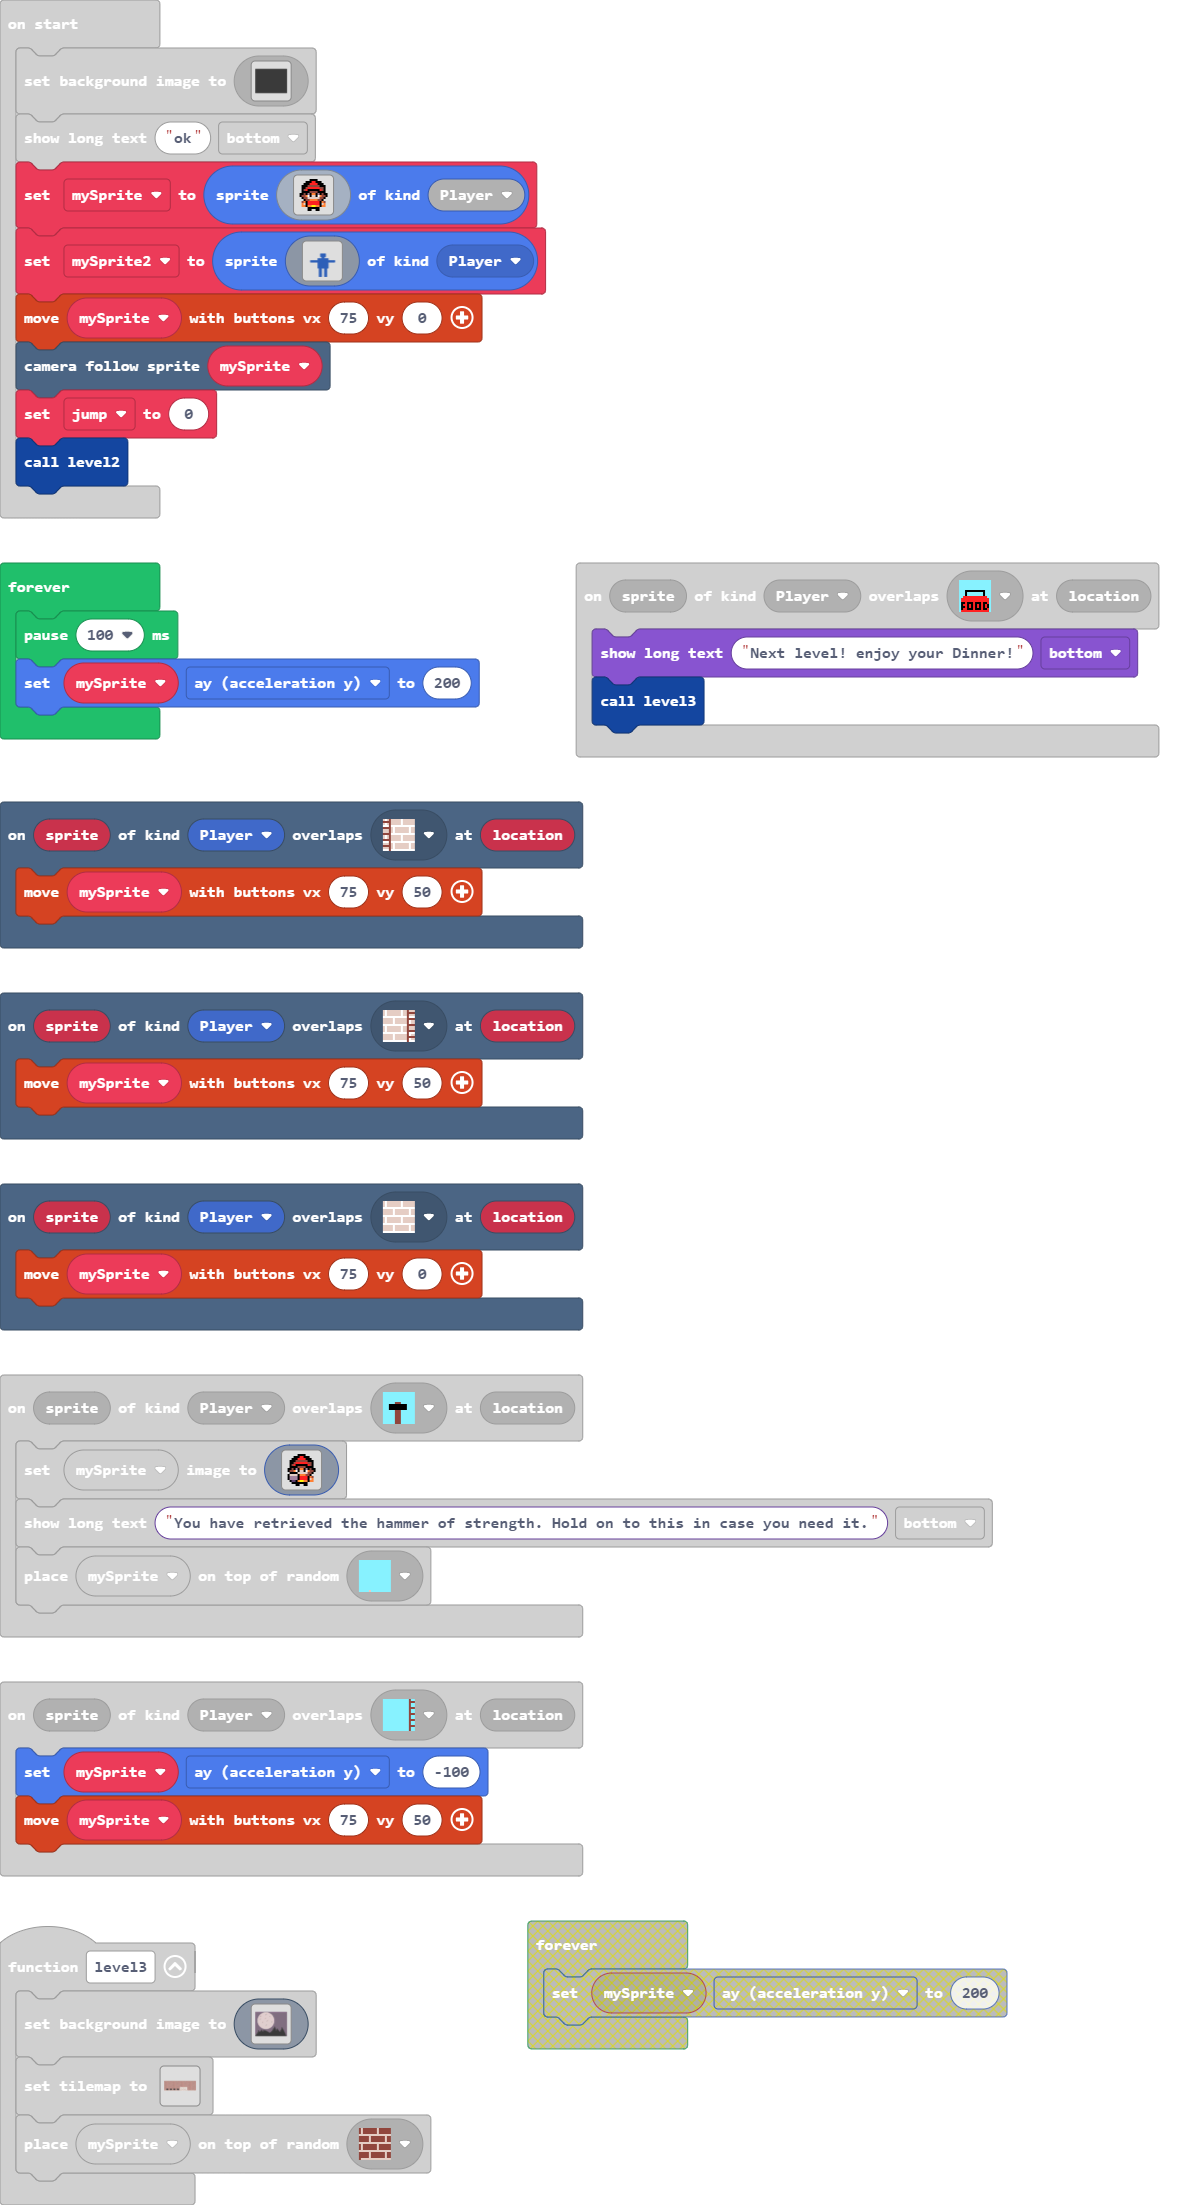 on start
set background image to
show long text "ok" bottom
set mySprite to sprite of kind Player
set mySprite2 to sprite of kind Player
move mySprite with buttons vx 75 vy 0
camera follow sprite mySprite
set jump to 0
call level2
forever
pause 100 ms
set mySprite ay (acceleration y) to 200
on sprite of kind Player overlaps FOOD at location
show long text "Next level! enjoy your Dinner!" bottom
call level3
on sprite of kind Player overlaps at location
move mySprite with buttons vx 75 vy 50
on sprite of kind Player overlaps at location
move mySprite with buttons vx 75 vy 50
on sprite of kind Player overlaps at location
move mySprite with buttons vx 75 vy 0
on sprite of kind Player overlaps at location
set mySprite image to
show long text "You have retrieved the hammer of strength. Hold on to this in case you need it." bottom
place mySprite on top of random
on sprite of kind Player overlaps at location
set mySprite ay (acceleration y) to -100
move mySprite with buttons vx 75 vy 50
function level3
set background image to
set tilemap to
place mySprite on top of random
forever
set mySprite ay (acceleration y) to 200